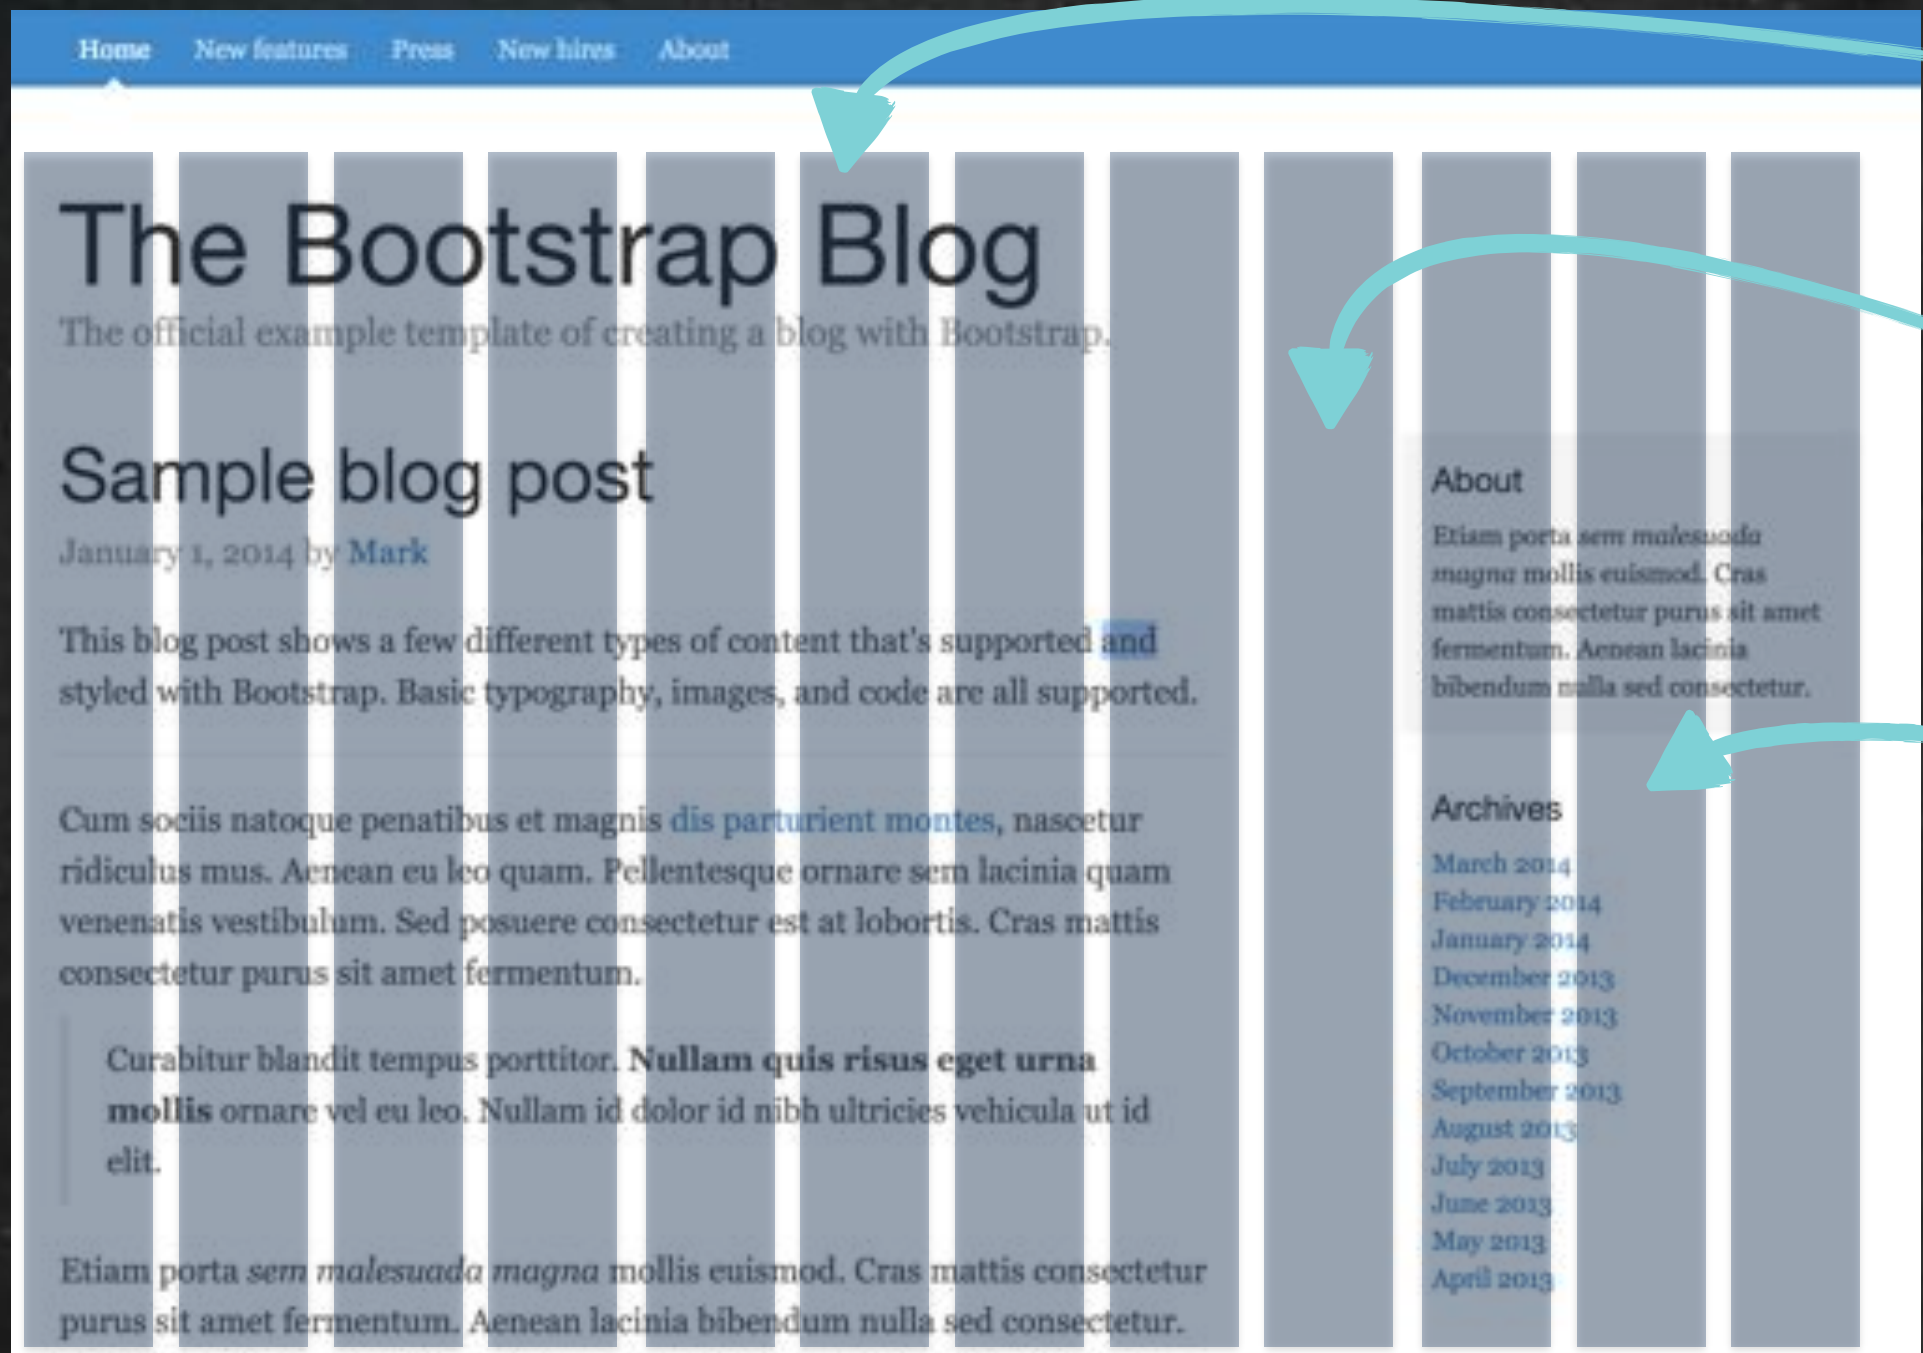 Home New features Press New hires About
The Bootstrap Blog
The official example template of creating a blog with Bootstrap.
Sample blog post
January 1, 2014 by Mark
This blog post shows a few different types of content that's supported and
styled with Bootstrap. Basic typography, images, and code are all supported.
Cum sociis natoque penatibus et magnis dis parturient montes, nascetur
ridiculus mus. Aenean eu leo quam. Pellentesque ornare sem lacinia quam
venenatis vestibulum. Sed posuere consectetur est at lobortis. Cras mattis
consectetur purus sit amet fermentum.
Curabitur blandit tempus porttitor. Nullam quis risus eget urna
mollis ornare vel eu leo. Nullam id dolor id nibh ultricies vehicula ut id
elit.
Etiam porta sem malesuada magna mollis euismod. Cras mattis consectetur
purus sit amet fermentum. Aenean lacinia bibendum nulla sed consectetur.
About
Etiam porta sem malesuada
magna mollis euismod. Cras
mattis consectetur purus sit amet
fermentum. Aenean lacinia
bibendum nulla sed consectetur.
Archives
March 2014
February 2014
January 2014
December 2013
November 2013
October 2013
September 2013
August 2013
July 2013
June 2013
May 2013
April 2013